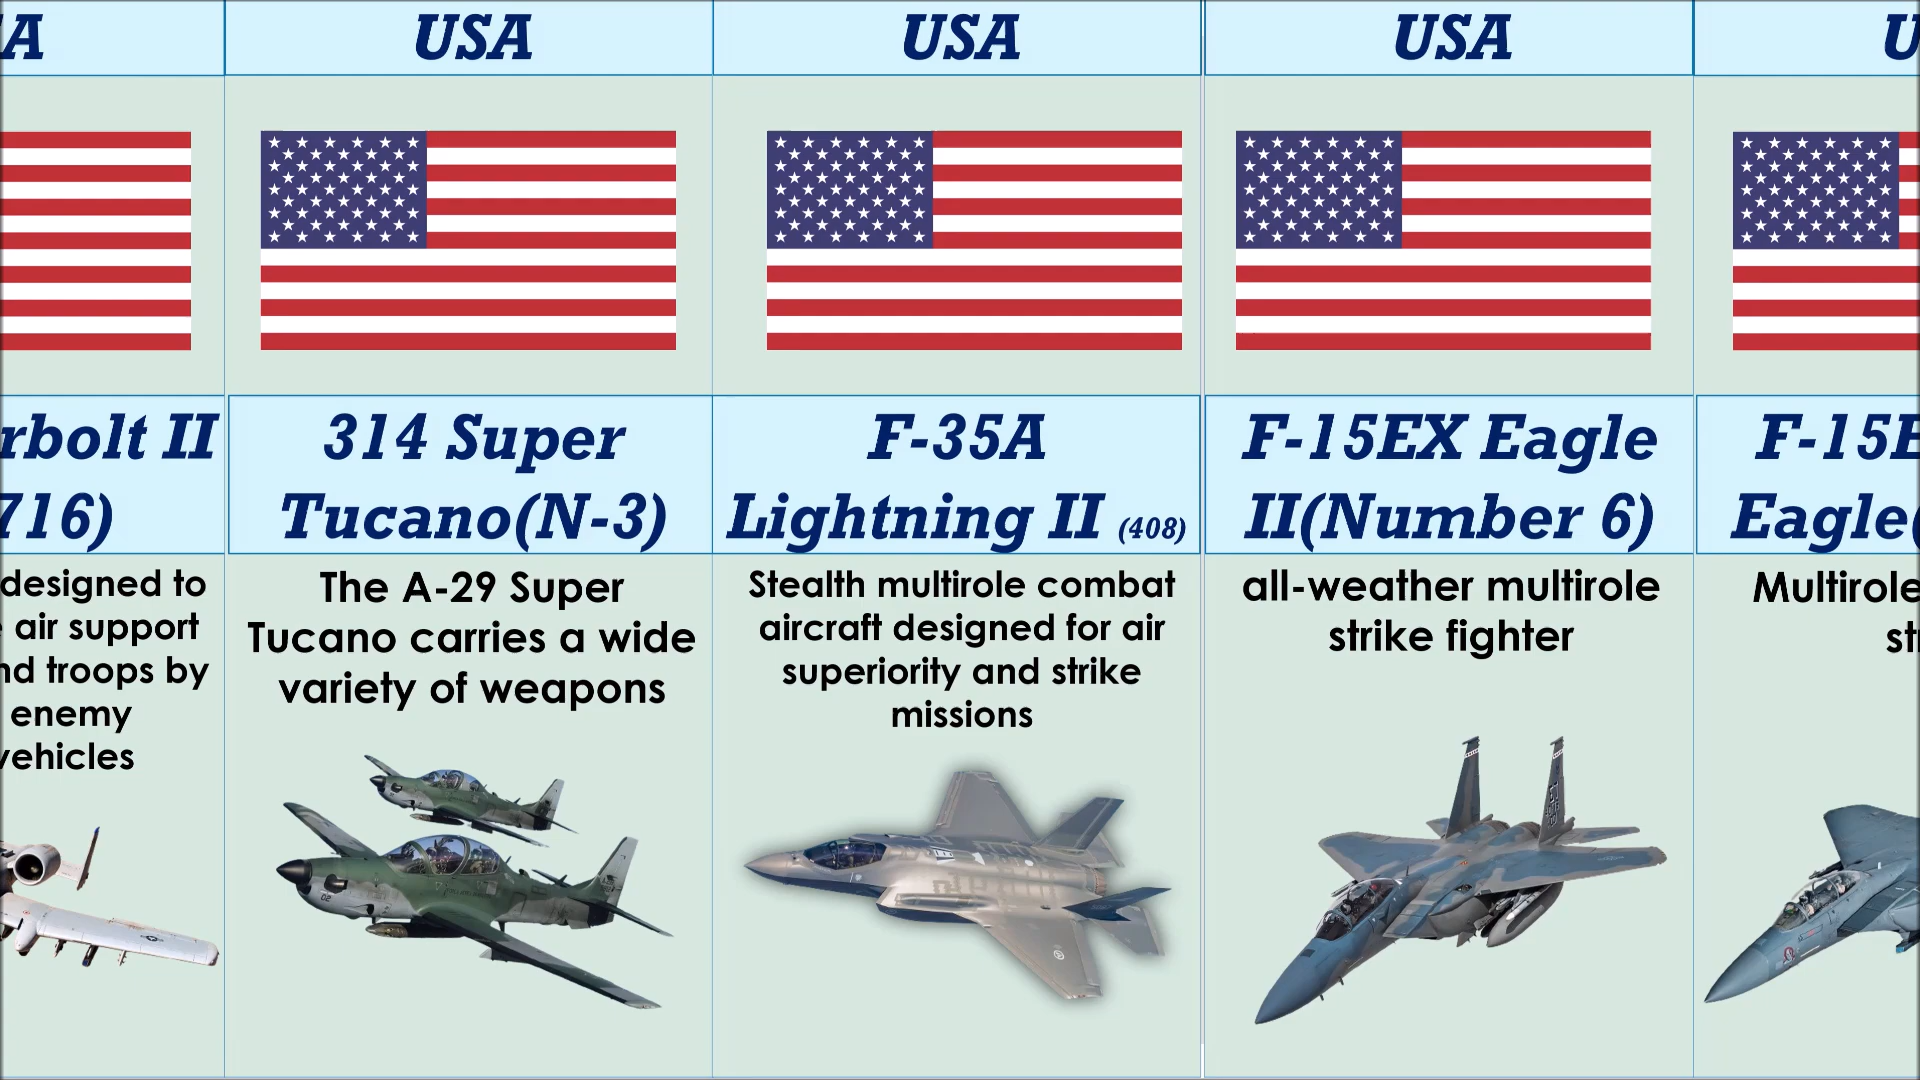 A
USA
USA
USA
U
rbolt II
716)
314 Super
Tucano(N-3)
F-35A
Lightning II (408)
F-15EX Eagle
II(Number 6)
F-15E
Eagle(
designed to
air support
nd troops by
enemy
vehicles
The A-29 Super
Tucano carries a wide
variety of weapons
Stealth multirole combat
aircraft designed for air
superiority and strike
missions
all-weather multirole
strike fighter
Multirole
st